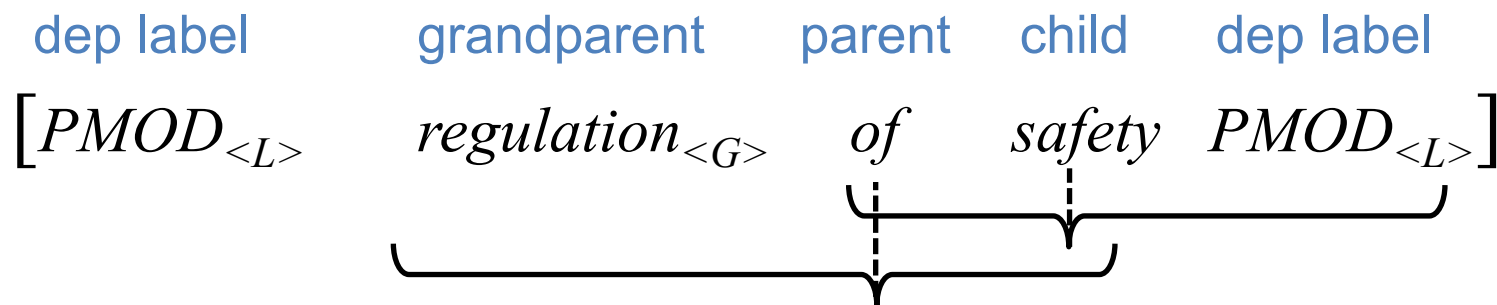 dep label grandparent parent child dep label
[PMOD<L> regulation<G> of safety PMOD<L>]